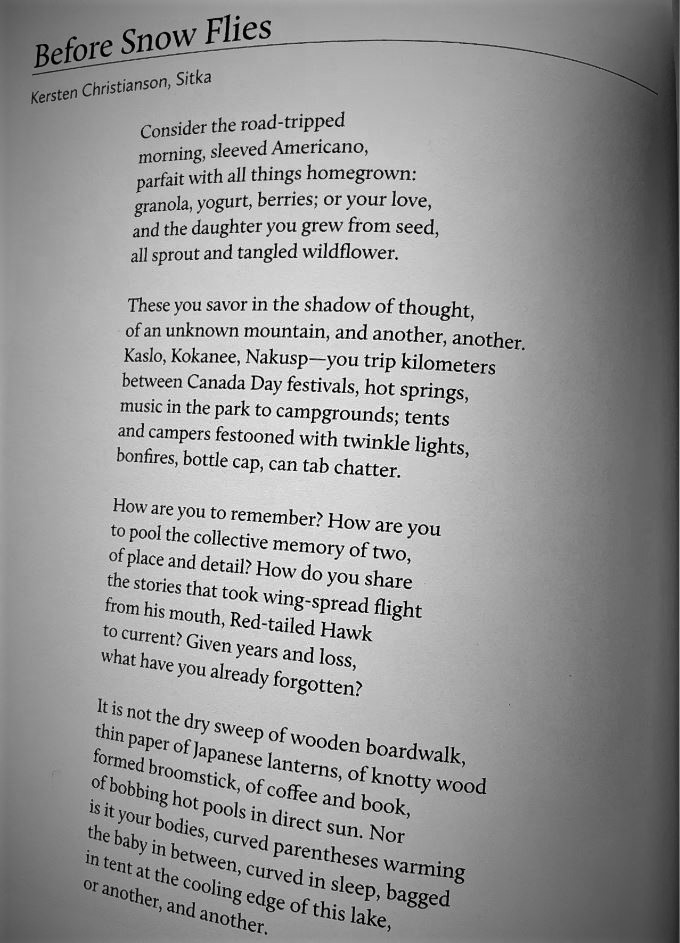 Before Snow Flies
Kersten Christianson, Sitka
Consider the road-tripped
morning, sleeved Americano,
parfait with all things homegrown:
granola, yogurt, berries; or your love,
and the daughter you grew from seed,
all sprout and tangled wildflower.
These you savor in the shadow of thought,
of an unknown mountain, and another, another.
Kaslo, Kokanee, Nakusp—you trip kilometers
between Canada Day festivals, hot springs,
music in the park to campgrounds; tents
and campers festooned with twinkle lights,
bonfires, bottle cap, can tab chatter.
How are you to remember? How are you
to pool the collective memory of two,
of place and detail? How do you share
the stories that took wing-spread flight
from his mouth, Red-tailed Hawk
to current? Given years and loss,
what have you already forgotten?
It is not the dry sweep of wooden boardwalk,
thin paper of Japanese lanterns, of knotty wood
formed broomstick, of coffee and book,
of bobbing hot pools in direct sun. Nor
is it your bodies, curved parentheses warming
the baby in between, curved in sleep, bagged
in tent at the cooling edge of this lake,
or another, and another.